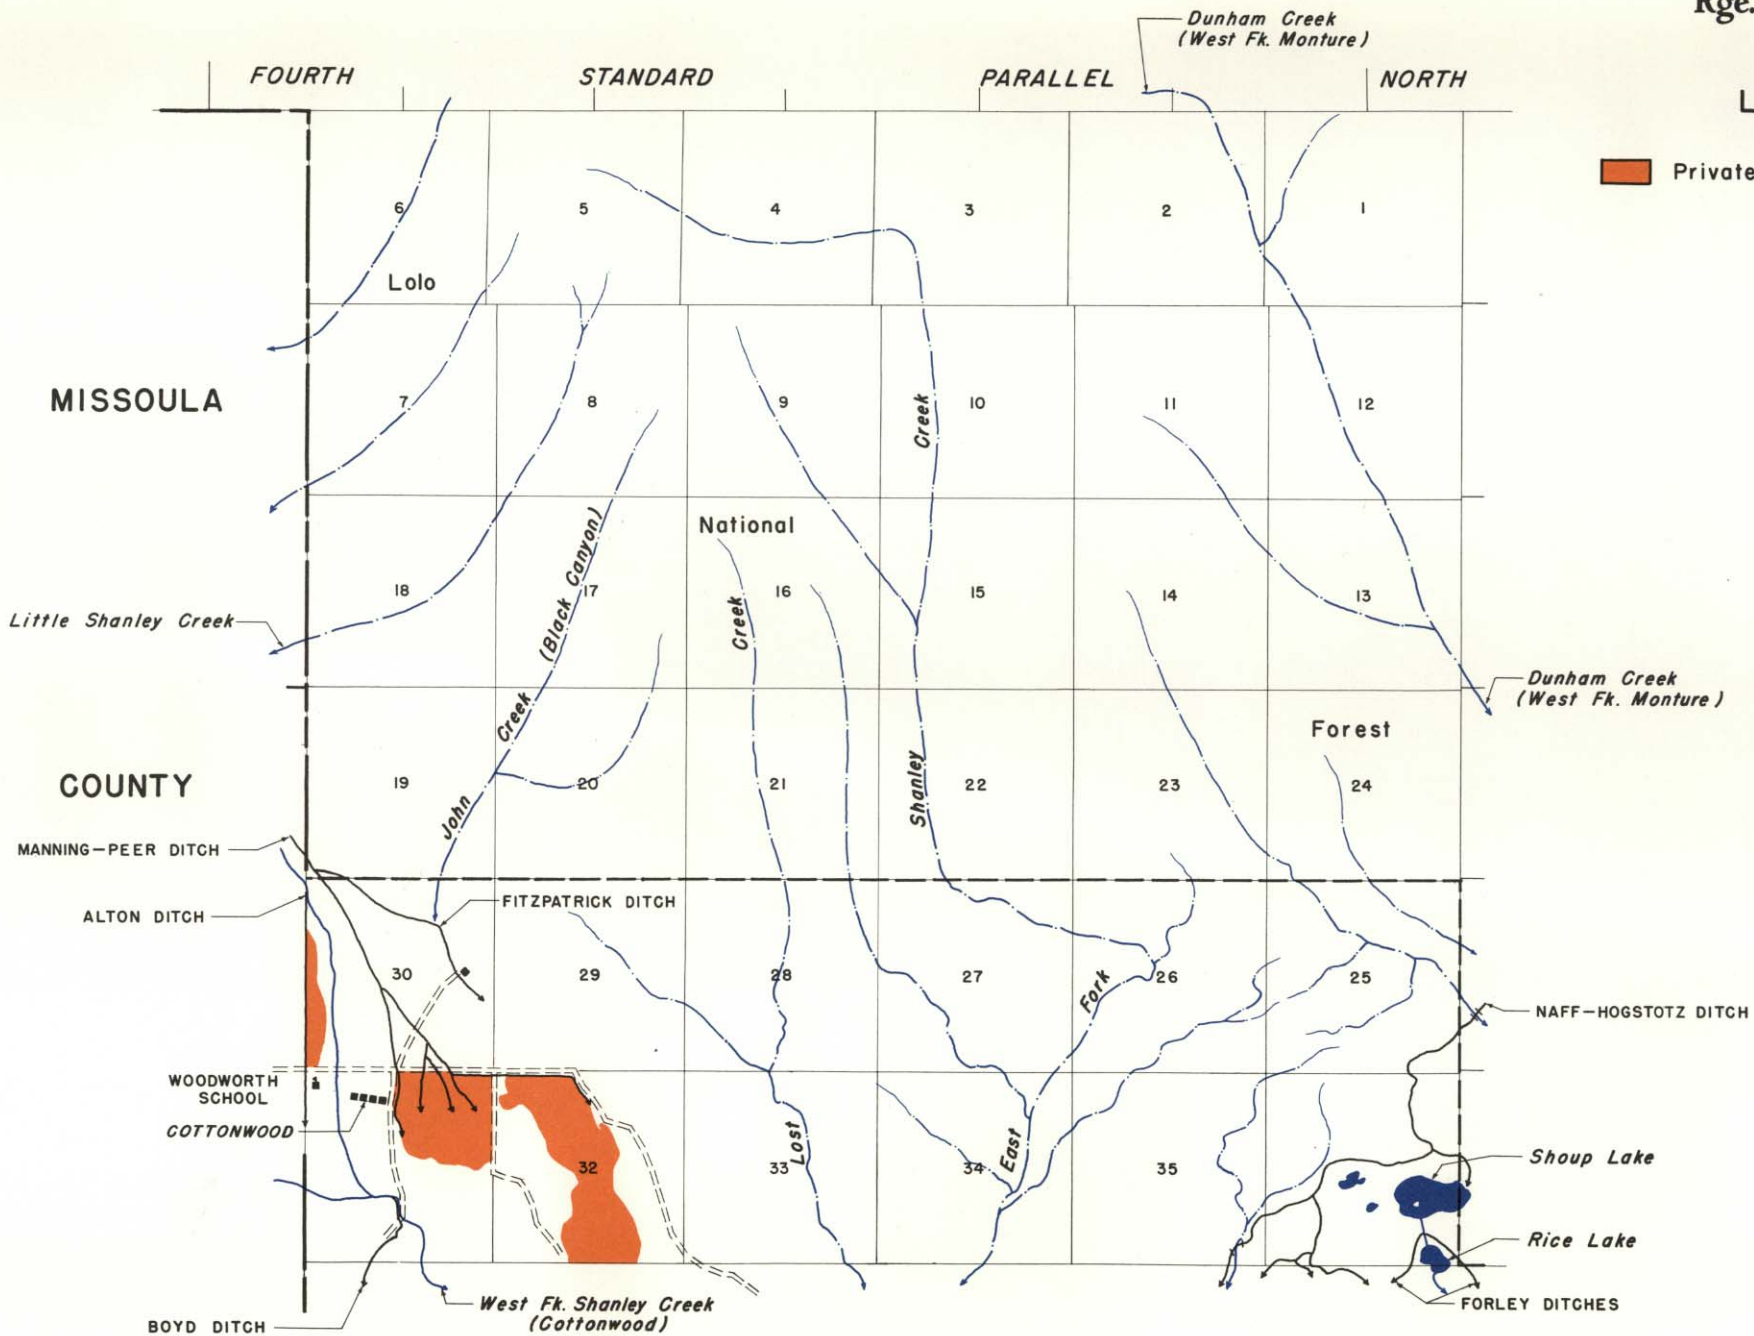 Rge.
Dunham Creek
(West Fk. Monture)
FOURTH STANDARD PARALLEL NORTH
L
Private
6 5 4 3 2 1
Lolo
MISSOULA
7 8 9 10 11 12
Creek
National
(Black Canyon)
18 17 16 15 14 13
Creek
Little Shanley Creek
Dunham Creek
(West Fk. Monture)
Creek
Forest
COUNTY
19 20 21 22 23 24
John
Shanley
MANNING-PEER DITCH
FITZPATRICK DITCH
ALTON DITCH
30 29 28 27 26 25
Fork
NAFF-HOGSTOTZ DITCH
WOODWORTH
SCHOOL
COTTONWOOD
Lost
East
32 33 34 35
Shoup Lake
Rice Lake
West Fk. Shanley Creek
(Cottonwood)
FORLEY DITCHES
BOYD DITCH